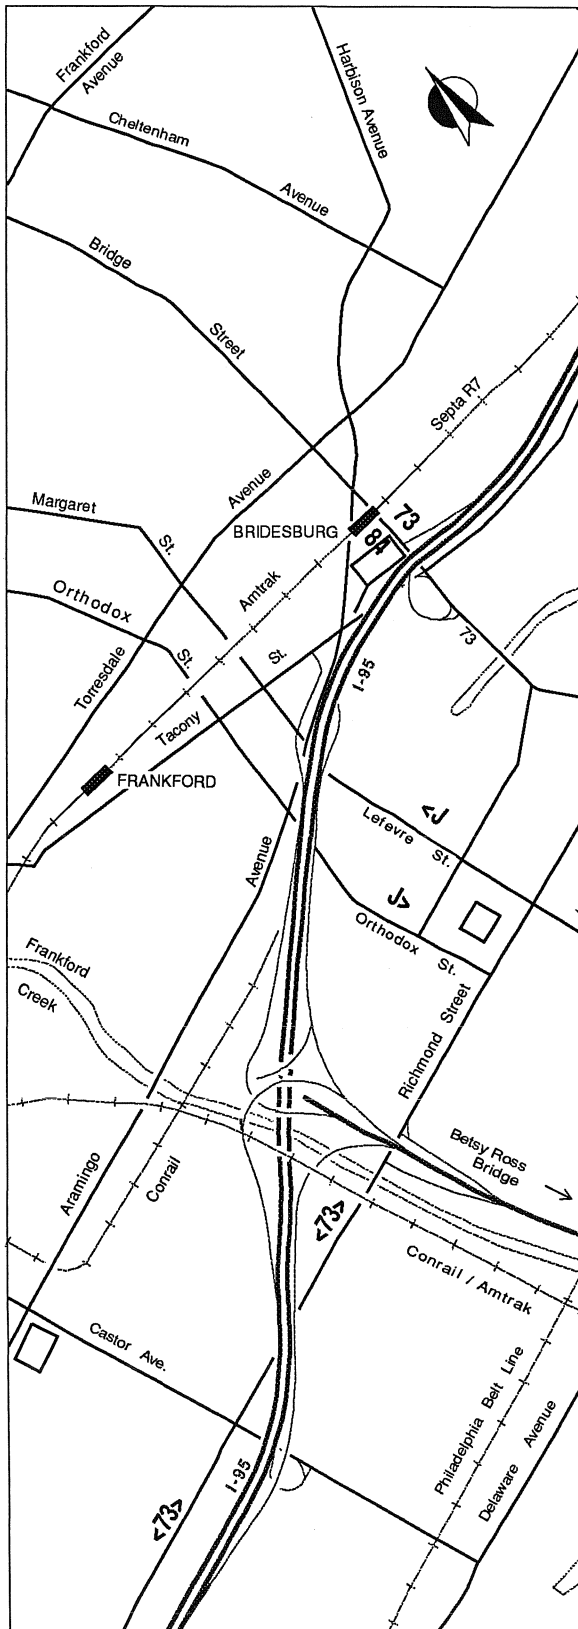 Frankford
Avenue
Harbison Avenue
Cheltenham
Avenue
Bridge
Street
Septa R7
Avenue
Margaret
St.
BRIDESBURG
73
84
Amtrak
Orthodox
St.
St.
73
I-95
Torresdale
Tacony
FRANKFORD
<J
Lefevre
St.
Avenue
J>
Orthodox
St.
Frankford
Creek
Richmond Street
Betsy Ross
Bridge
Aramingo
Conrail
<73>
Conrail / Amtrak
Castor Ave.
Philadelphia Belt Line
Delaware Avenue
I-95
<73>